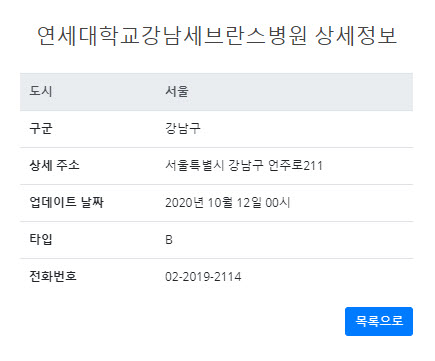 연세대학교강남세브란스병원 상세정보
도시 서울
구군 강남구
상세 주소 서울특별시 강남구 언주로211
업데이트 날짜 2020년 10월 12일 00시
타입 B
전화번호 02-2019-2114
목록으로